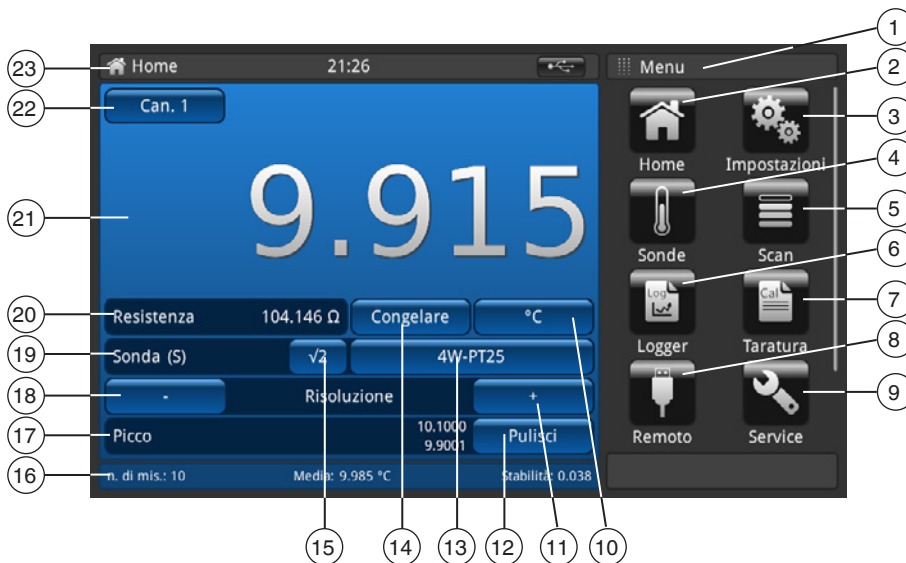 1
Home 21:26 Menu
2
23
22
Can. 1
3
Home Impostazioni
4
9.915
21
5
Sonde Scan
6
Log Cal
20
Resistenza 104.146 Ω Congelare °C
7
Logger Taratura
19
Sonda (S) √2 4W-PT25
8
18
- Risoluzione +
9
17
Picco 10.1000 9.9001 Pulisci
Remoto Service
16
n. di mis.: 10 Media: 9.985 °C Stabilità: 0.038
15 14 13 12 11 10